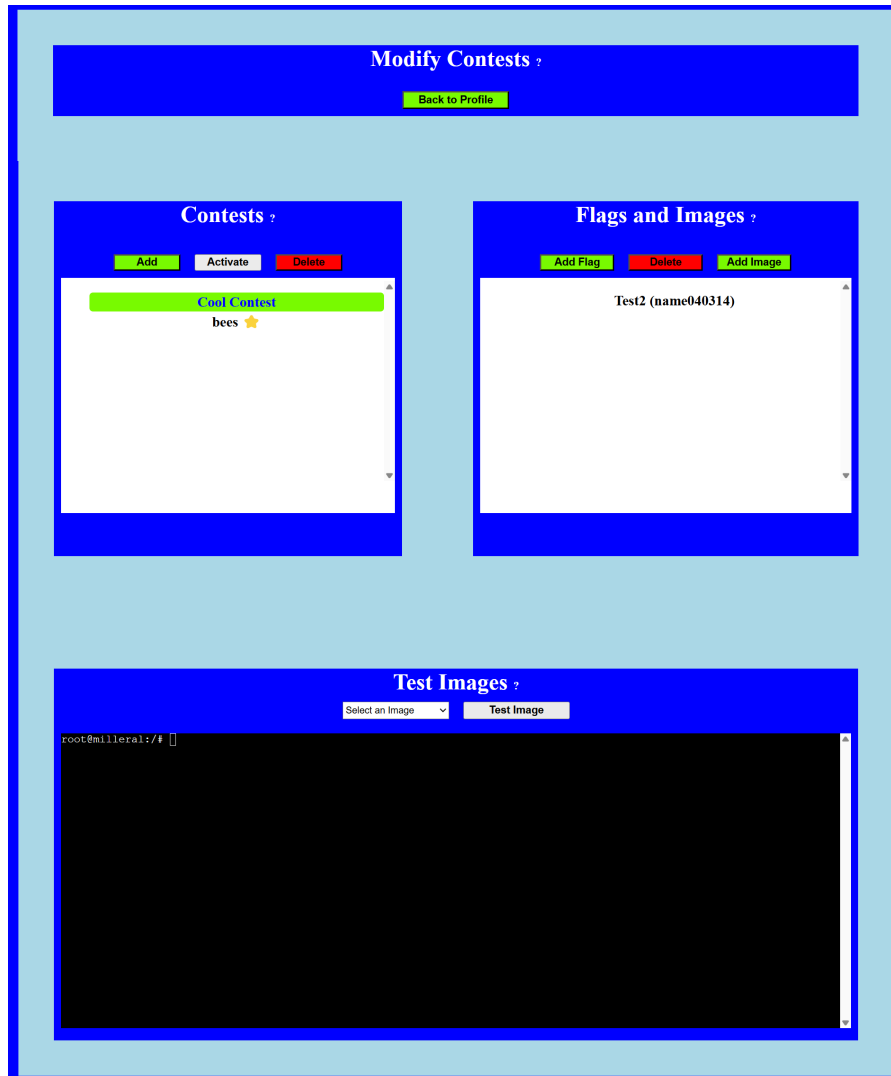 Modify Contests ?
Back to Profile
Contests ?
Add Activate Delete
Cool Contest
bees
Flags and Images ?
Add Flag Delete Add Image
Test2 (name040314)
Test Images ?
Select an Image Test Image
root@milleral:/#